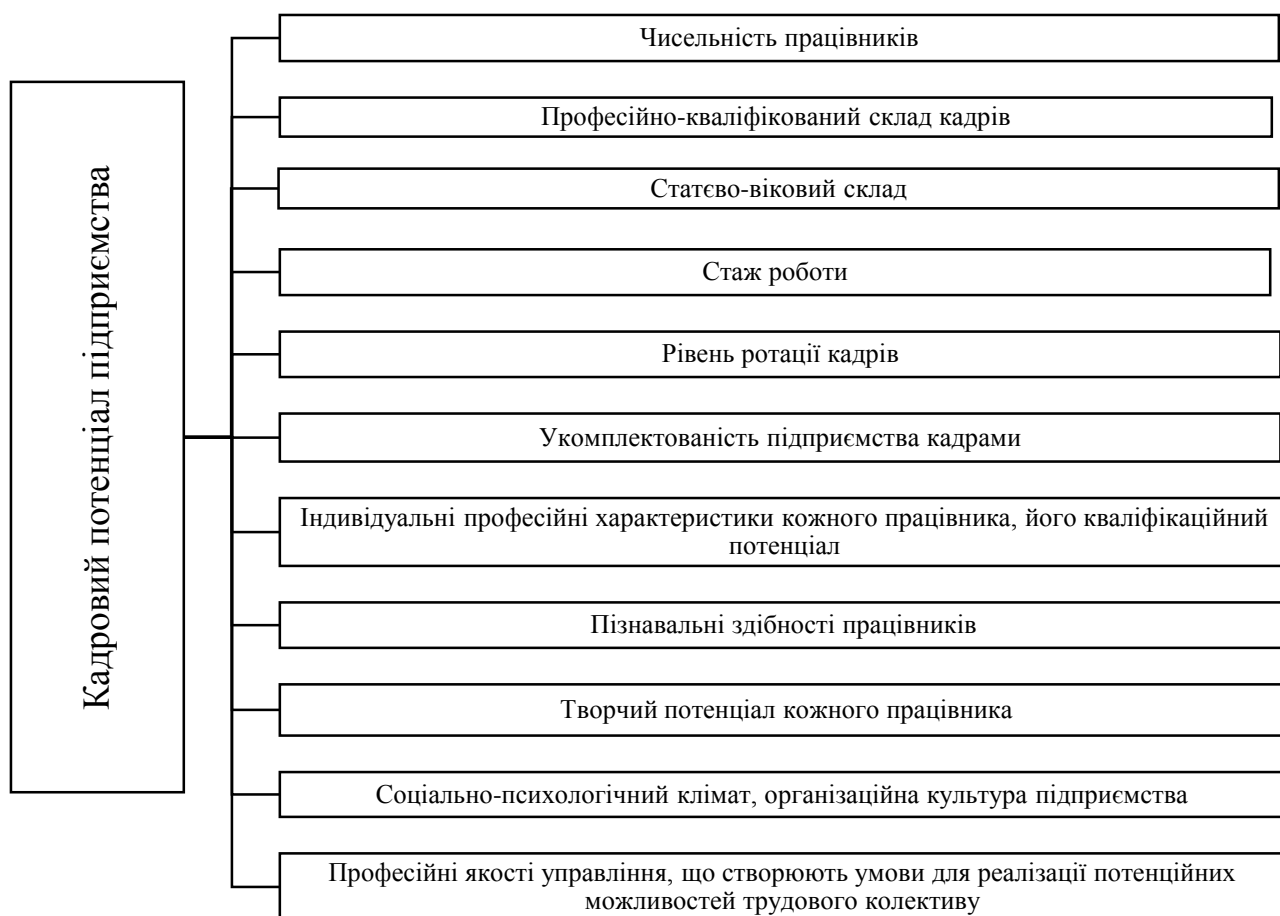 Кадровий потенціал підприємства
Чисельність працівників
Професійно-кваліфікований склад кадрів
Статєво-віковий склад
Стаж роботи
Рівень ротації кадрів
Укомплектованість підприємства кадрами
Індивідуальні професійні характеристики кожного працівника, його кваліфікаційний
потенціал
Пізнавальні здібності працівників
Творчий потенціал кожного працівника
Соціально-психологічний клімат, організаційна культура підприємства
Професійні якості управління, що створюють умови для реалізації потенційних
можливостей трудового колективу